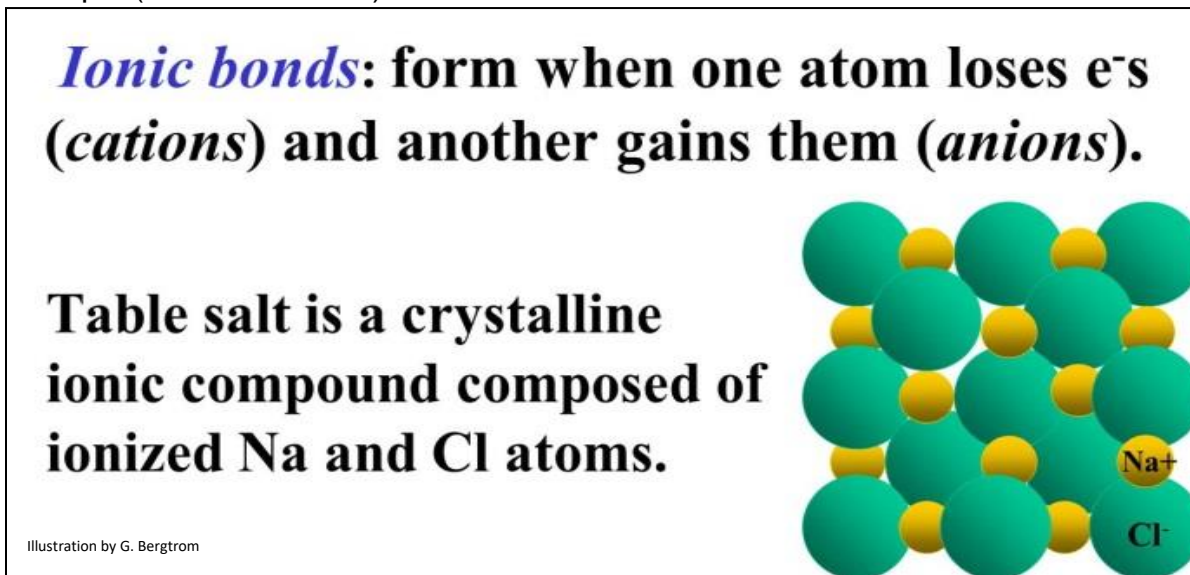 Ionic bonds: form when one atom loses e⁻s
(cations) and another gains them (anions).
Table salt is a crystalline
ionic compound composed of
ionized Na and Cl atoms.
Na+
Cl⁻
Illustration by G. Bergtrom